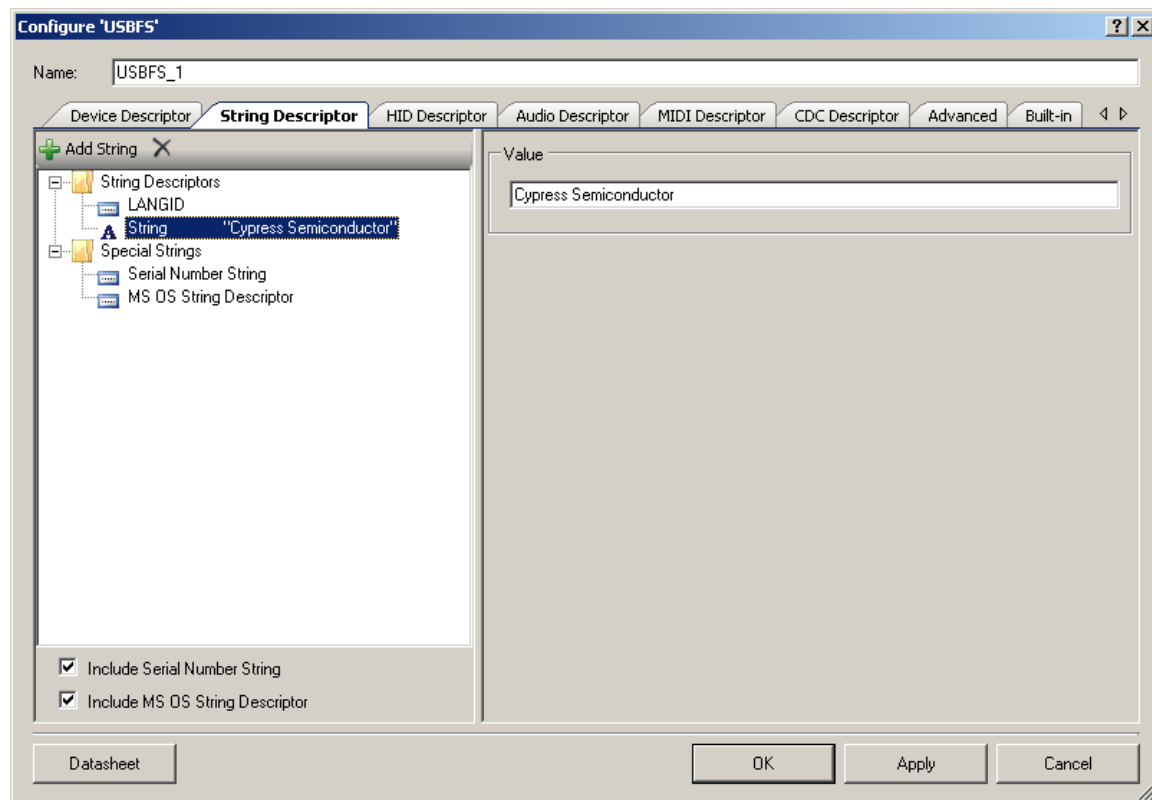 Configure 'USBFS'
Name: USBFS_1
Device Descriptor String Descriptor HID Descriptor Audio Descriptor MIDI Descriptor CDC Descriptor Advanced Built-in
Add String
Value
String Descriptors
Cypress Semiconductor
LANGID
String "Cypress Semiconductor"
Special Strings
Serial Number String
MS OS String Descriptor
Include Serial Number String
Include MS OS String Descriptor
Datasheet OK Apply Cancel